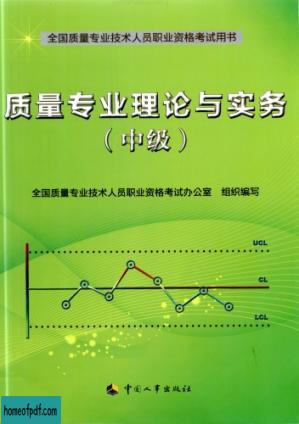 全国质量专业技术人员职业资格考试用书
质量专业理论与实务
（中级）
全国质量专业技术人员职业资格考试办公室 组织编写
UCL
CL
LCL
中国人事出版社
homeofpdf.com
homeofpdf.com